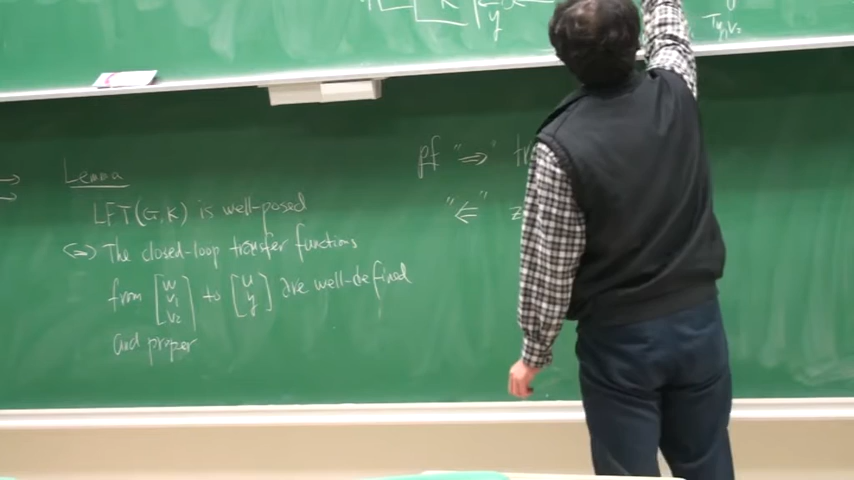 K
y
Lemma
LFT(G,K) is well-posed
⇔ The closed-loop transfer functions
from [w v₁ v₂] to [u y] are well-defined
and proper
pf "⇒"
"⇐"